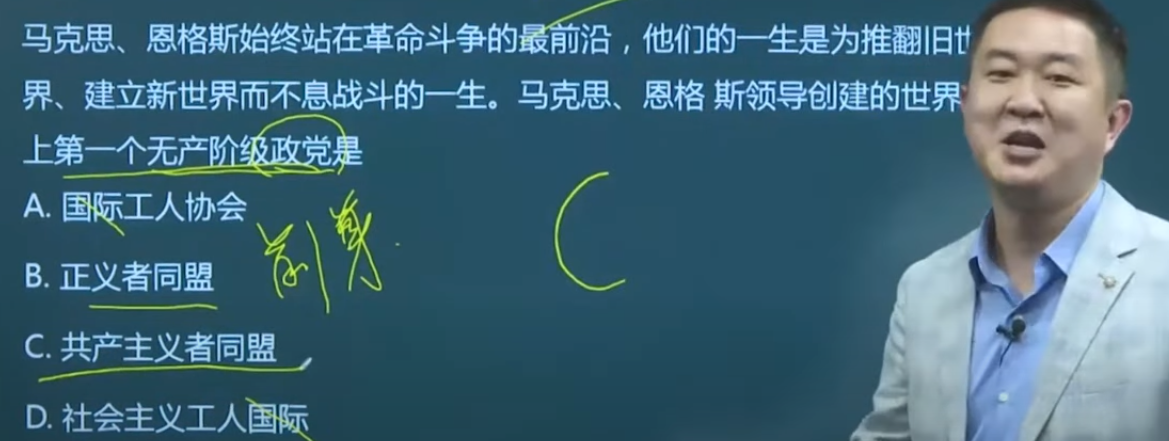 马克思、恩格斯始终站在革命斗争的最前沿，他们的一生是为推翻旧世
界、建立新世界而不息战斗的一生。马克思、恩格 斯领导创建的世界
上第一个无产阶级政党是
A. 国际工人协会
前身
B. 正义者同盟
C. 共产主义者同盟
D. 社会主义工人国际
C